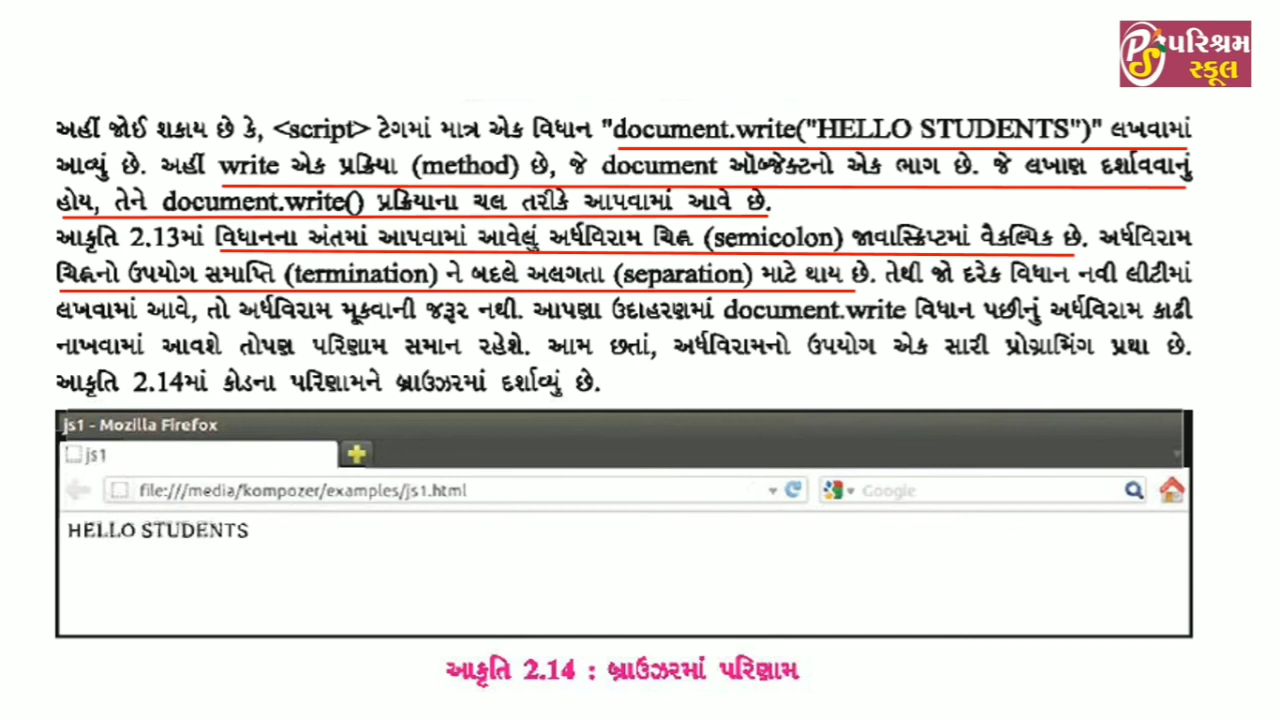 પરિશ્રમ
સ્કૂલ
અહીં જોઈ શકાય છે કે, <script> ટેગમાં માત્ર એક વિધાન "document.write("HELLO STUDENTS")" લખવામાં
આવ્યું છે. અહીં write એક પ્રક્રિયા (method) છે, જે document ઑબ્જેક્ટનો એક ભાગ છે. જે લખાણ દર્શાવવાનું
હોય, તેને document.write() પ્રક્રિયાના ચલ તરીકે આપવામાં આવે છે.
આકૃતિ 2.13માં વિધાનના અંતમાં આપવામાં આવેલું અર્ધવિરામ ચિહ્ન (semicolon) જાવાસ્ક્રિપ્ટમાં વૈકલ્પિક છે. અર્ધવિરામ
ચિહ્નનો ઉપયોગ સમાપ્તિ (termination) ને બદલે અલગતા (separation) માટે થાય છે. તેથી જો દરેક વિધાન નવી લીટીમાં
લખવામાં આવે, તો અર્ધવિરામ મૂકવાની જરૂર નથી. આપણા ઉદાહરણમાં document.write વિધાન પછીનું અર્ધવિરામ કાઢી
નાખવામાં આવશે તોપણ પરિણામ સમાન રહેશે. આમ છતાં, અર્ધવિરામનો ઉપયોગ એક સારી પ્રોગ્રામિંગ પ્રથા છે.
આકૃતિ 2.14માં કોડના પરિણામને બ્રાઉઝરમાં દર્શાવ્યું છે.
js1 - Mozilla Firefox
js1
file:///media/kompozer/examples/js1.html Google
HELLO STUDENTS
આકૃતિ 2.14 : બ્રાઉઝરમાં પરિણામ